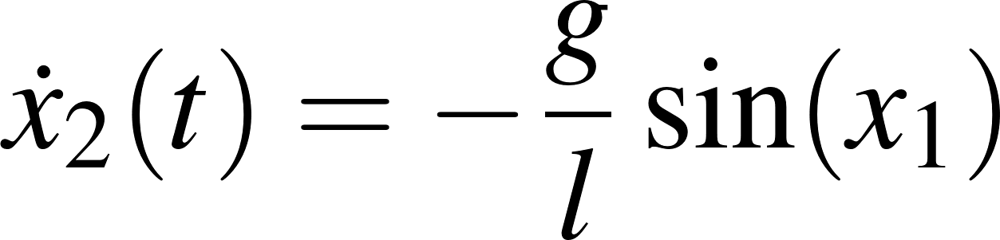 ẋ₂(t) = −g/l sin(x₁)